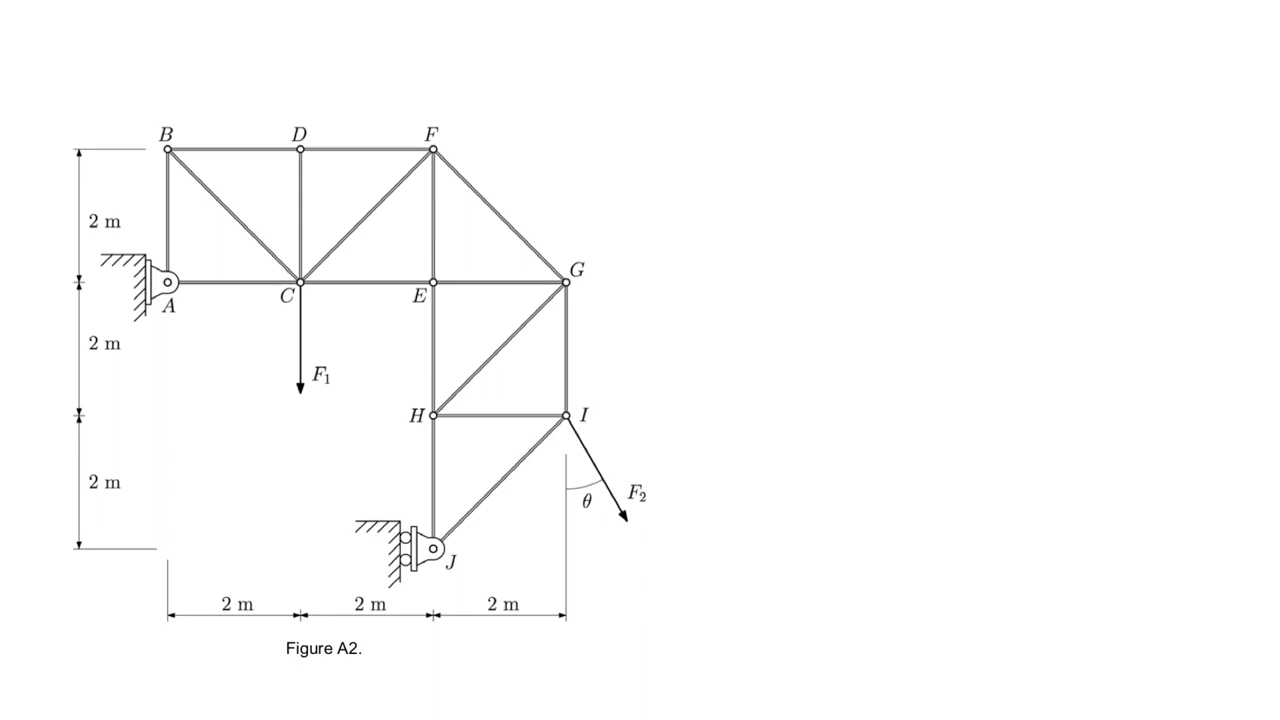 B D F
2 m
G
A C E
2 m
F₁
H I
2 m
F₂
θ
J
2 m 2 m 2 m
Figure A2.